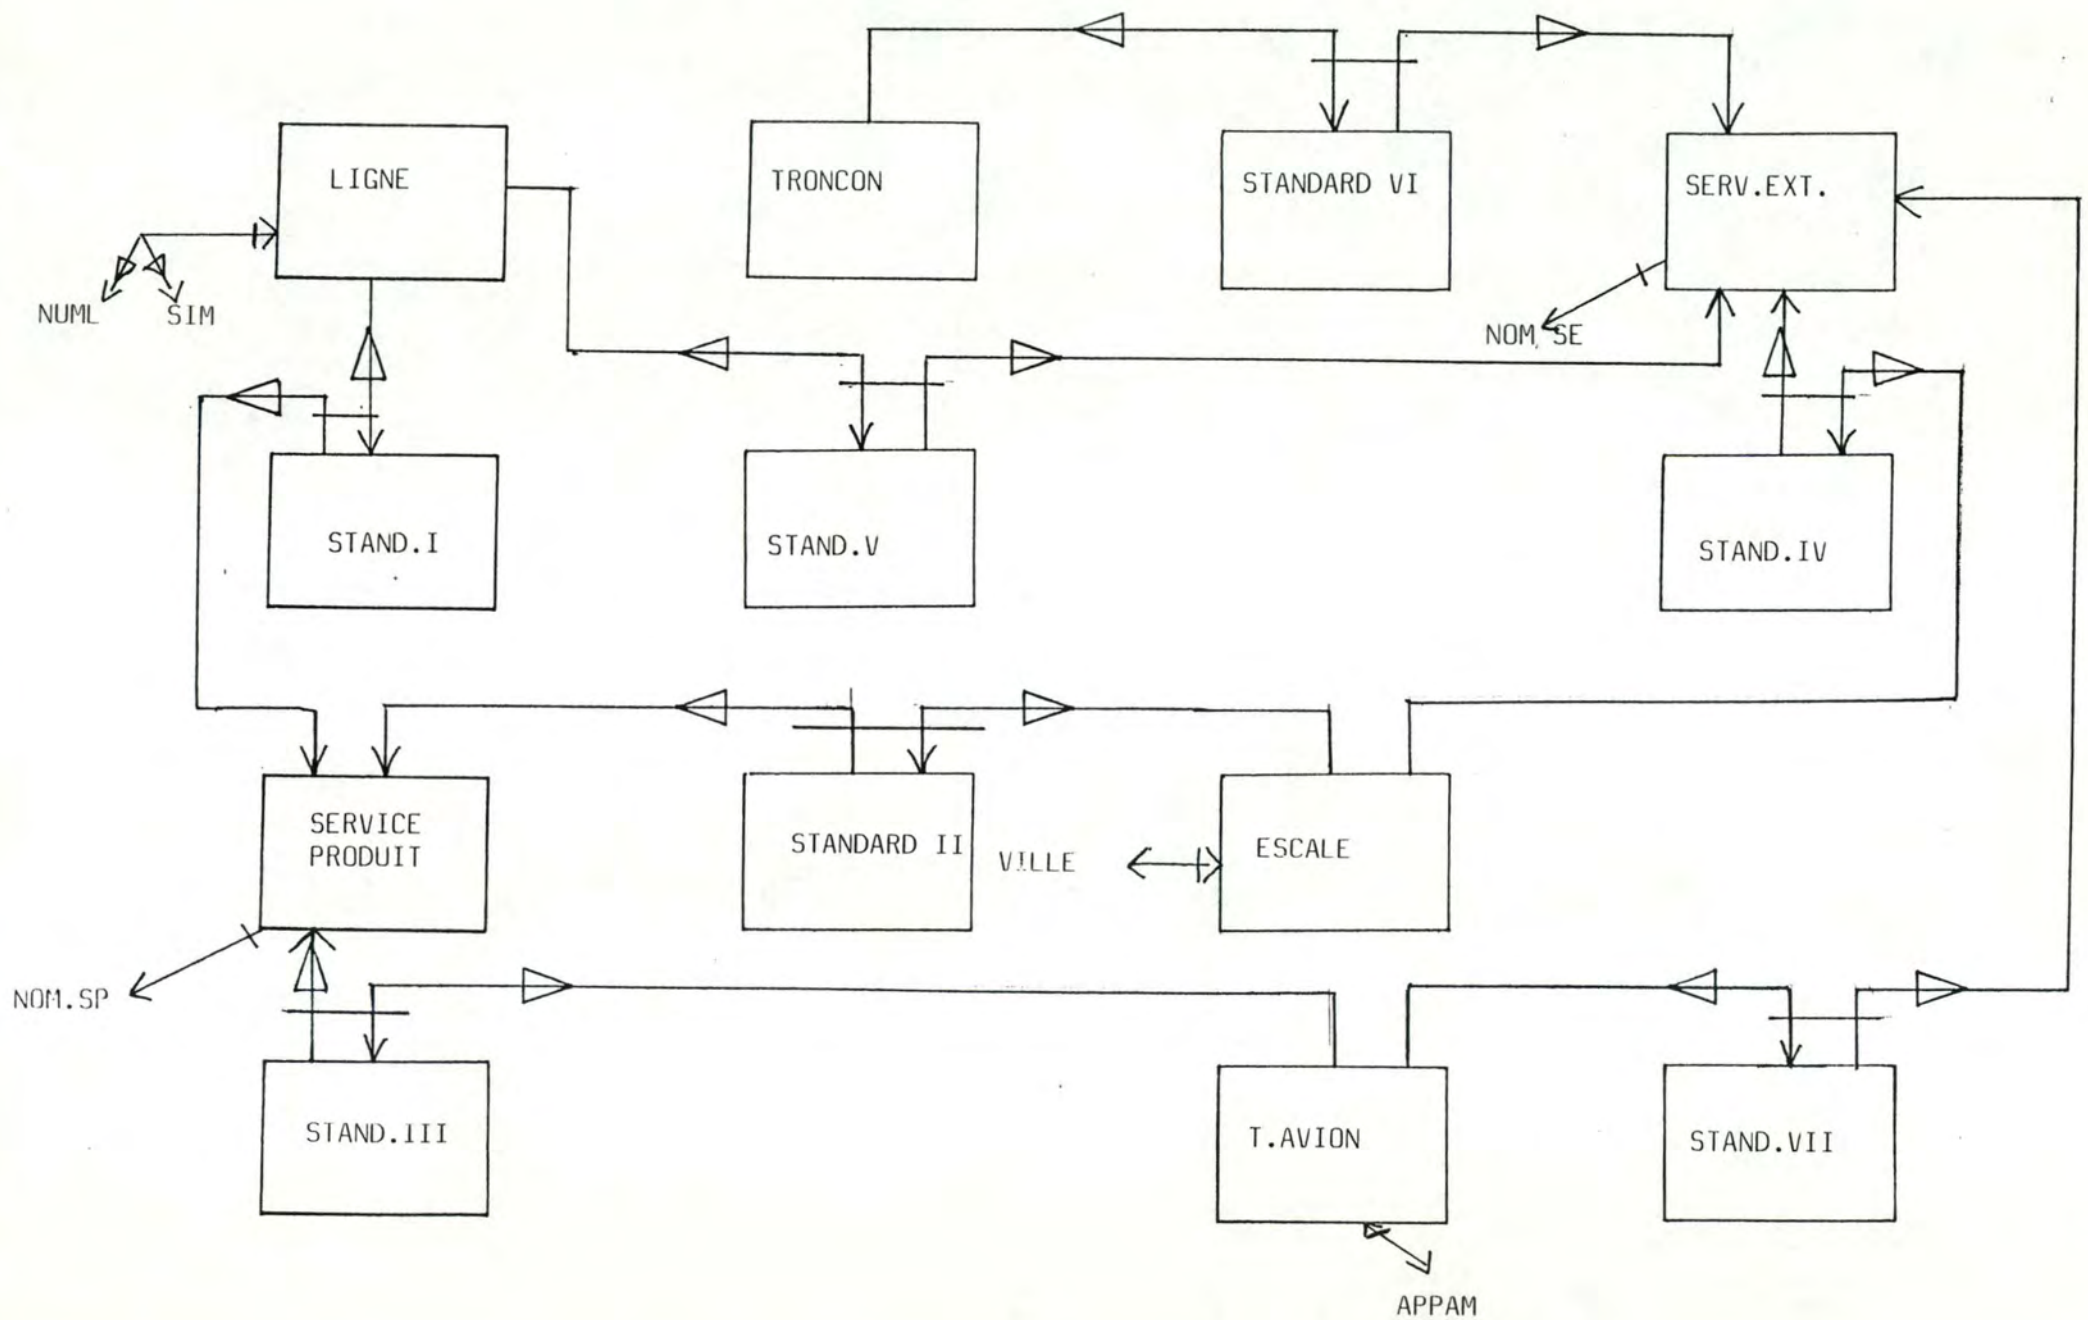 LIGNE
TRONCON
STANDARD VI
SERV.EXT.
NUML
SIM
NOM.SE
STAND.I
STAND.V
STAND.IV
SERVICE
PRODUIT
STANDARD II
VILLE
ESCALE
NOM.SP
STAND.III
T.AVION
STAND.VII
APPAM